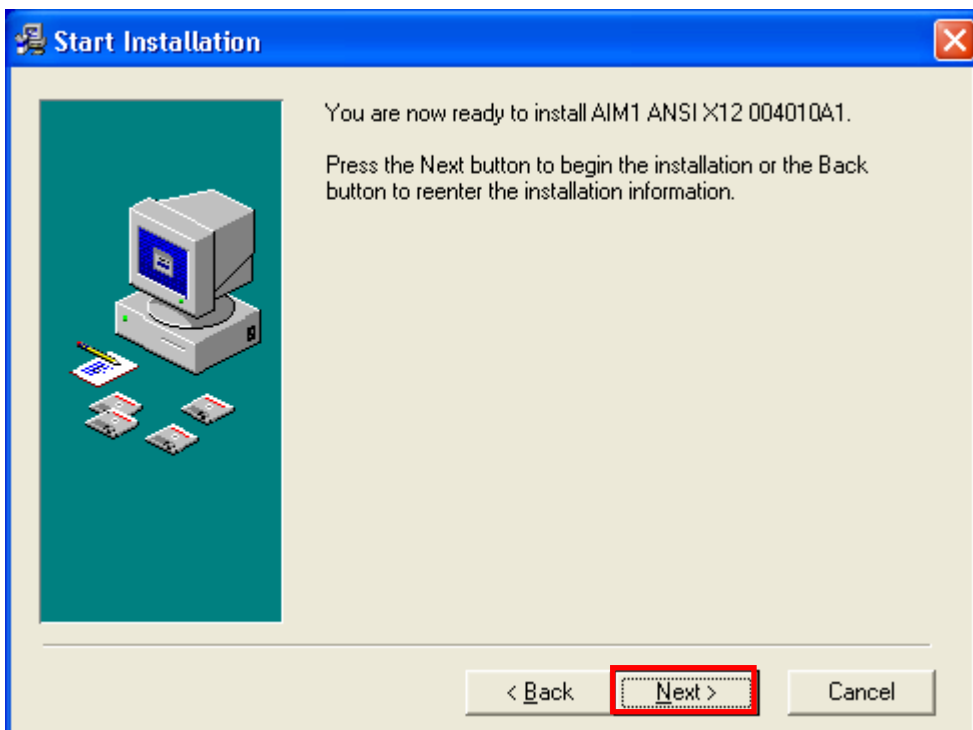 Start Installation
You are now ready to install AIM1 ANSI X12 004010A1.
Press the Next button to begin the installation or the Back
button to reenter the installation information.
< Back
Next >
Cancel